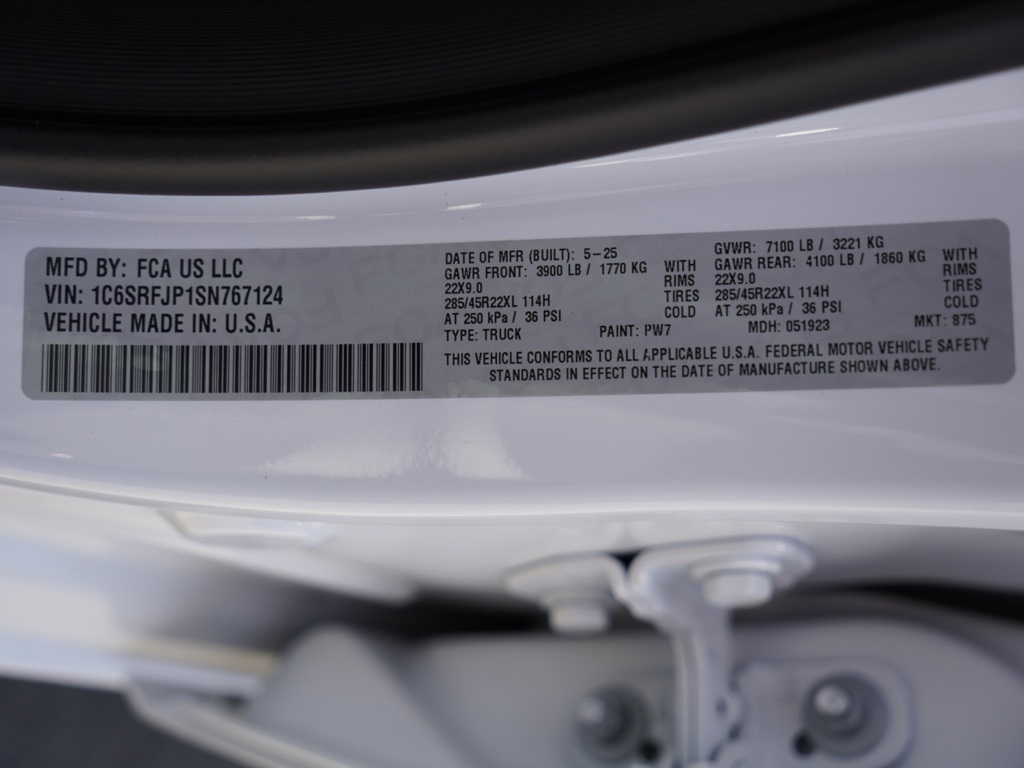 MFD BY: FCA US LLC
VIN: 1C6SRFJP1SN767124
VEHICLE MADE IN: U.S.A.
DATE OF MFR (BUILT): 5-25
GAWR FRONT: 3900 LB / 1770 KG WITH
22X9.0 RIMS
285/45R22XL 114H TIRES
AT 250 kPa / 36 PSI COLD
GVWR: 7100 LB / 3221 KG
GAWR REAR: 4100 LB / 1860 KG WITH
22X9.0 RIMS
285/45R22XL 114H TIRES
AT 250 kPa / 36 PSI COLD
TYPE: TRUCK PAINT: PW7 MDH: 051923 MKT: 875
THIS VEHICLE CONFORMS TO ALL APPLICABLE U.S.A. FEDERAL MOTOR VEHICLE SAFETY
STANDARDS IN EFFECT ON THE DATE OF MANUFACTURE SHOWN ABOVE.